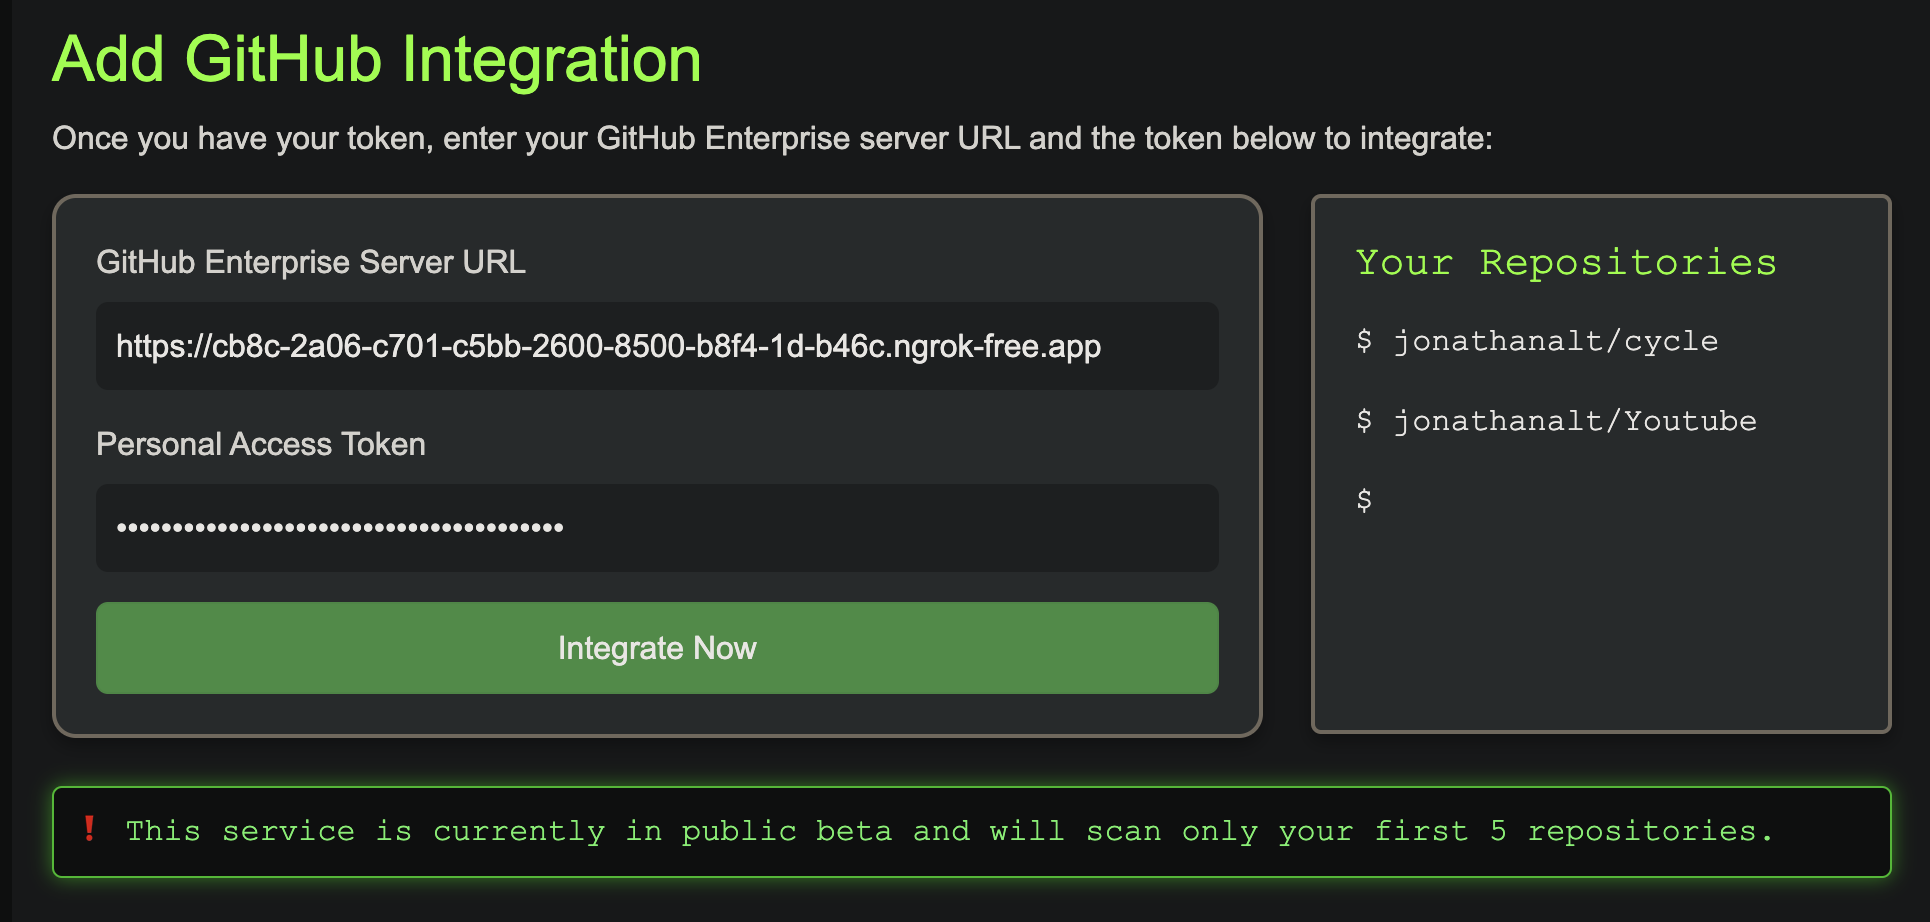 Add GitHub Integration
Once you have your token, enter your GitHub Enterprise server URL and the token below to integrate:
GitHub Enterprise Server URL
https://cb8c-2a06-c701-c5bb-2600-8500-b8f4-1d-b46c.ngrok-free.app
Personal Access Token
••••••••••••••••••••••••••••••••••••••••
Integrate Now
Your Repositories
$ jonathanalt/cycle
$ jonathanalt/Youtube
$
! This service is currently in public beta and will scan only your first 5 repositories.